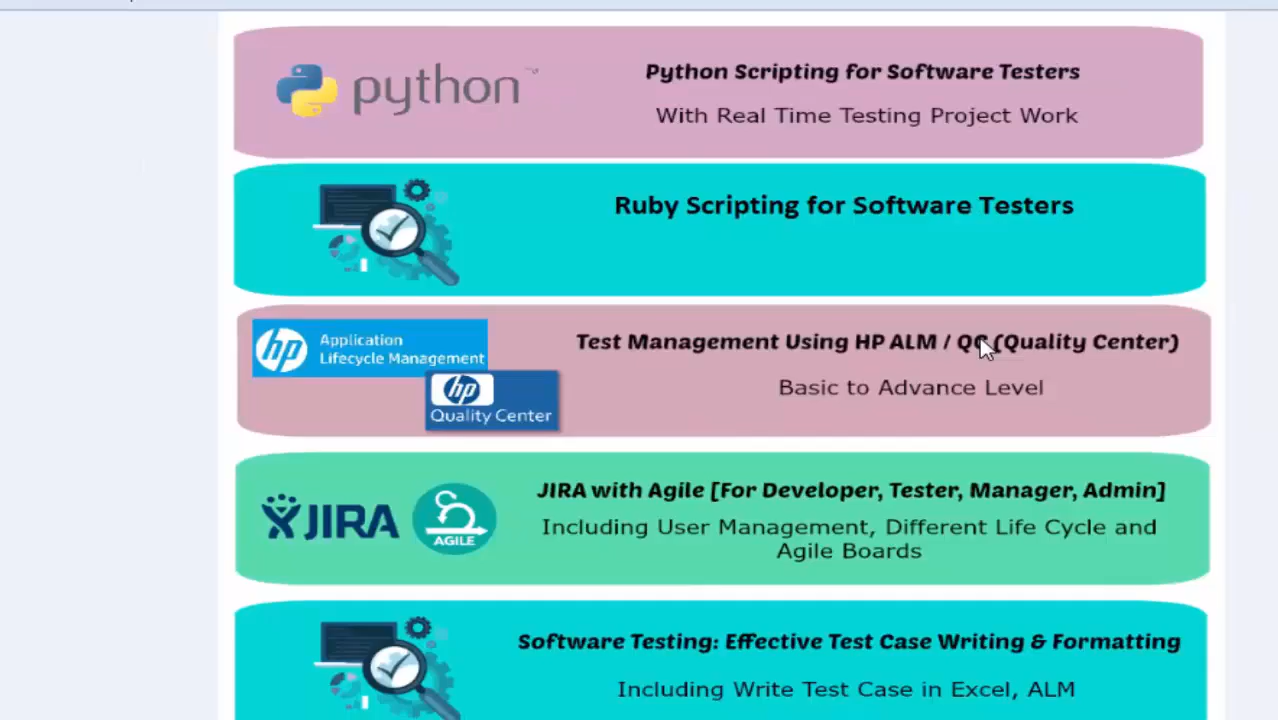 python™
Python Scripting for Software Testers
With Real Time Testing Project Work
Ruby Scripting for Software Testers
hp
Application
Lifecycle Management
hp
Quality Center
Test Management Using HP ALM / QC (Quality Center)
Basic to Advance Level
JIRA
AGILE
JIRA with Agile [For Developer, Tester, Manager, Admin]
Including User Management, Different Life Cycle and
Agile Boards
Software Testing: Effective Test Case Writing & Formatting
Including Write Test Case in Excel, ALM